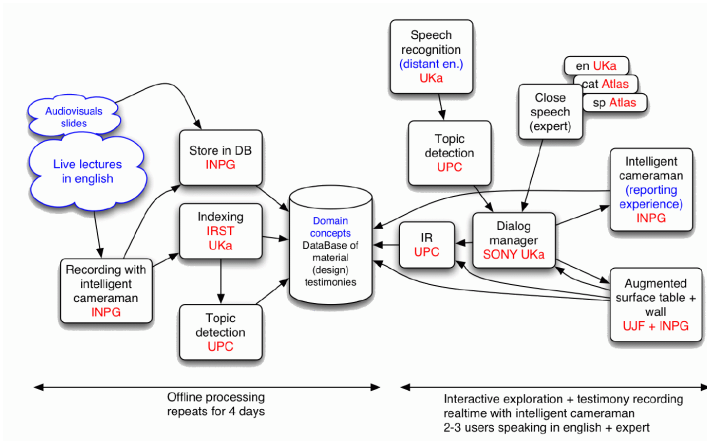 Audiovisuals
slides
Live lectures
in english
Recording with
intelligent
cameraman
INPG
Store in DB
INPG
Indexing
IRST
UKa
Topic
detection
UPC
Domain
concepts
DataBase of
material
(design)
testimonies
Speech
recognition
(distant en.)
UKa
Topic
detection
UPC
Close
speech
(expert)
en UKa
cat Atlas
sp Atlas
IR
UPC
Dialog
manager
SONY UKa
Intelligent
cameraman
(reporting
experience)
INPG
Augmented
surface table +
wall
UJF + INPG
Offline processing
repeats for 4 days
Interactive exploration + testimony recording
realtime with intelligent cameraman
2-3 users speaking in english + expert